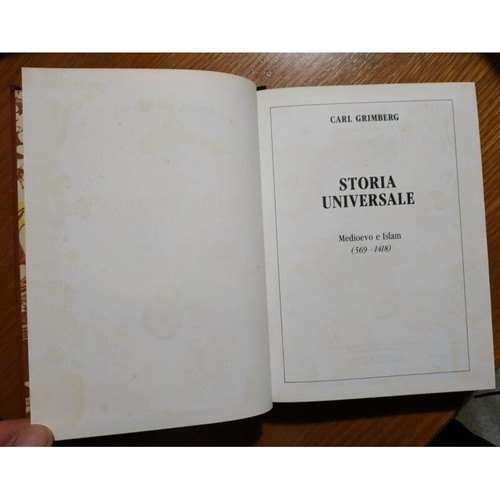 CARL GRIMBERG
STORIA
UNIVERSALE
Medioevo e Islam
(569 - 1418)